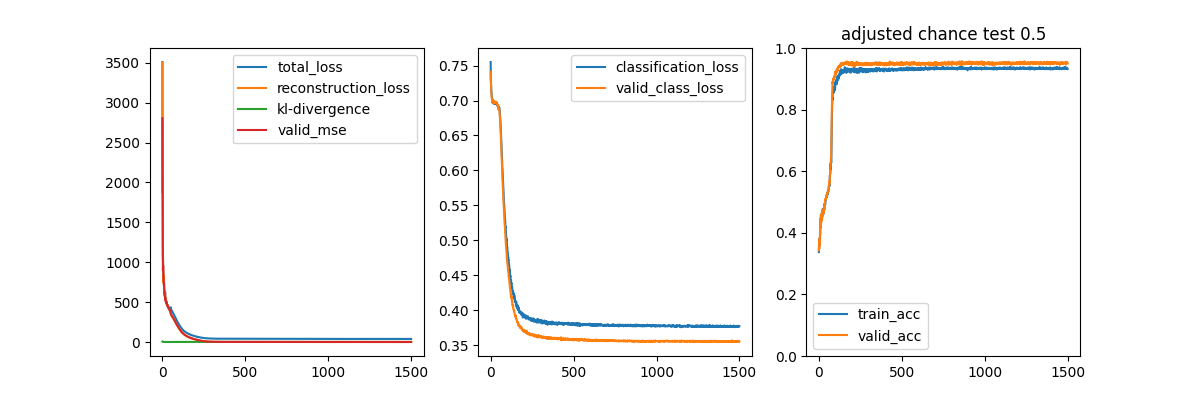 adjusted chance test 0.5
3500
3000
2500
2000
1500
1000
500
0
total_loss
reconstruction_loss
kl-divergence
valid_mse
0 500 1000 1500
0.75
0.70
0.65
0.60
0.55
0.50
0.45
0.40
0.35
classification_loss
valid_class_loss
0 500 1000 1500
1.0
0.8
0.6
0.4
0.2
0.0
train_acc
valid_acc
0 500 1000 1500